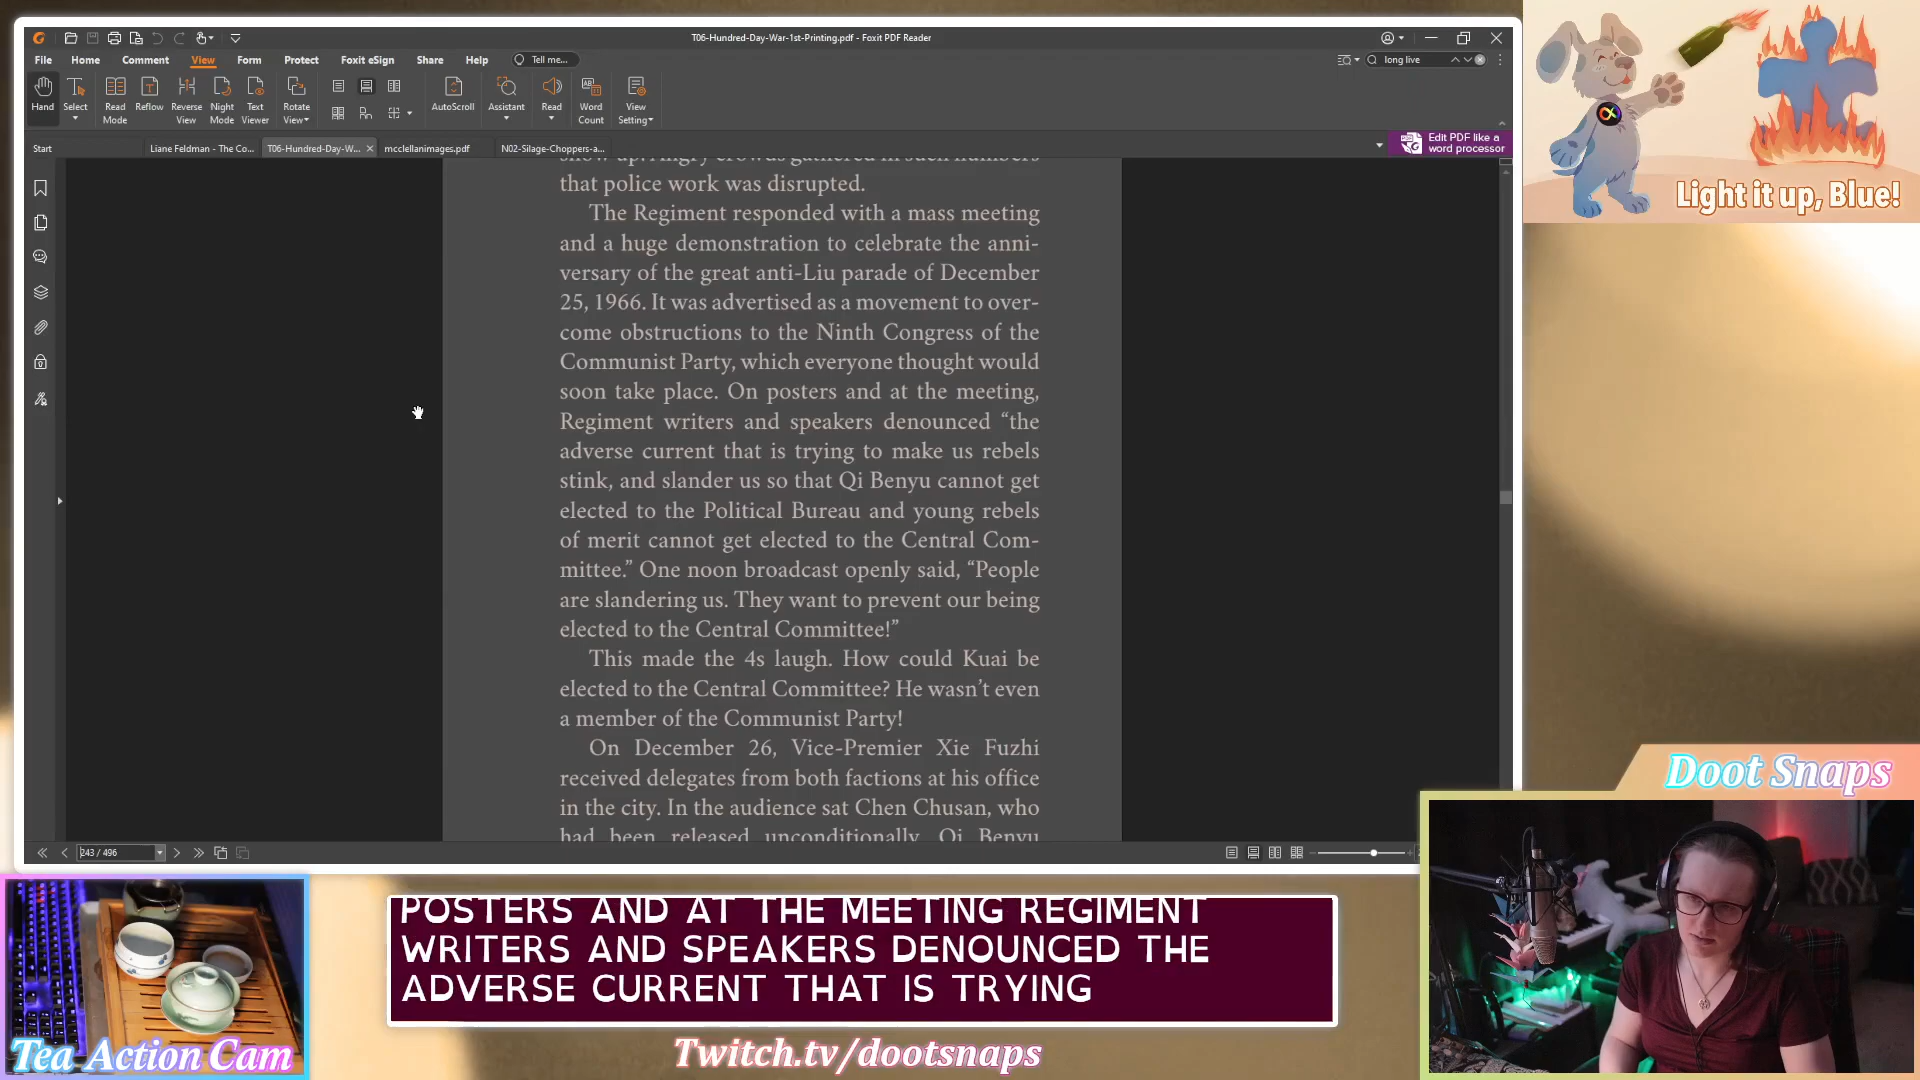 T06-Hundred-Day-War-1st-Printing.pdf - Foxit PDF Reader
File Home Comment View Form Protect Foxit eSign Share Help Tell me... long live
Hand Select Read Mode Reflow Reverse View Night Mode Text Viewer Rotate View AutoScroll Assistant Read Word Count View Setting
Start Liane Feldman - The Co... T06-Hundred-Day-W... mcclellanimages.pdf N02-Silage-Choppers-a... Edit PDF like a word processor
that police work was disrupted.
The Regiment responded with a mass meeting
and a huge demonstration to celebrate the anni-
versary of the great anti-Liu parade of December
25, 1966. It was advertised as a movement to over-
come obstructions to the Ninth Congress of the
Communist Party, which everyone thought would
soon take place. On posters and at the meeting,
Regiment writers and speakers denounced “the
adverse current that is trying to make us rebels
stink, and slander us so that Qi Benyu cannot get
elected to the Political Bureau and young rebels
of merit cannot get elected to the Central Com-
mittee.” One noon broadcast openly said, “People
are slandering us. They want to prevent our being
elected to the Central Committee!”
This made the 4s laugh. How could Kuai be
elected to the Central Committee? He wasn’t even
a member of the Communist Party!
On December 26, Vice-Premier Xie Fuzhi
received delegates from both factions at his office
in the city. In the audience sat Chen Chusan, who
had been released unconditionally. Qi Benyu
243 / 496
Light it up, Blue!
Doot Snaps
POSTERS AND AT THE MEETING REGIMENT
WRITERS AND SPEAKERS DENOUNCED THE
ADVERSE CURRENT THAT IS TRYING
Tea Action Cam
Twitch.tv/dootsnaps